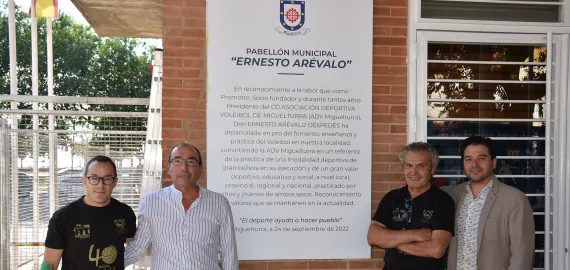 PABELLÓN MUNICIPAL
“ERNESTO ARÉVALO”
En reconocimiento a la labor que como
Promotor, Socio fundador y durante tantos años
Presidente del CD ASOCIACIÓN DEPORTIVA
VOLEIBOL DE MIGUELTURRA (ADV Miguelturra),
Don ERNESTO ARÉVALO DESPEDES ha
desarrollado en pro del fomento, enseñanza y
práctica del Voleibol en nuestra localidad,
convirtiendo la ADV Miguelturra en un referente
de la práctica de una modalidad deportiva de
gran belleza en su ejecución y de un gran valor
deportivo, educativo y social, a nivel local,
provincial, regional y nacional, practicado por
niños y jóvenes de ambos sexos. Reconocimiento
valores que se mantienen en la actualidad.
“El deporte ayuda a hacer pueblo”
Miguelturra, a 24 de septiembre de 2022
40